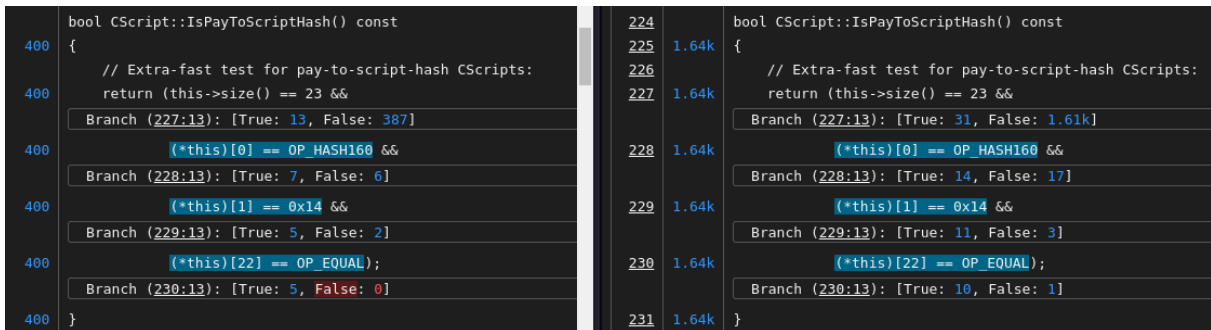 bool CScript::IsPayToScriptHash() const
400 {
// Extra-fast test for pay-to-script-hash CScripts:
400 return (this->size() == 23 &&
Branch (227:13): [True: 13, False: 387]
400 (*this)[0] == OP_HASH160 &&
Branch (228:13): [True: 7, False: 6]
400 (*this)[1] == 0x14 &&
Branch (229:13): [True: 5, False: 2]
400 (*this)[22] == OP_EQUAL);
Branch (230:13): [True: 5, False: 0]
400 }
224 bool CScript::IsPayToScriptHash() const
225 1.64k {
226 // Extra-fast test for pay-to-script-hash CScripts:
227 1.64k return (this->size() == 23 &&
Branch (227:13): [True: 31, False: 1.61k]
228 1.64k (*this)[0] == OP_HASH160 &&
Branch (228:13): [True: 14, False: 17]
229 1.64k (*this)[1] == 0x14 &&
Branch (229:13): [True: 11, False: 3]
230 1.64k (*this)[22] == OP_EQUAL);
Branch (230:13): [True: 10, False: 1]
231 1.64k }